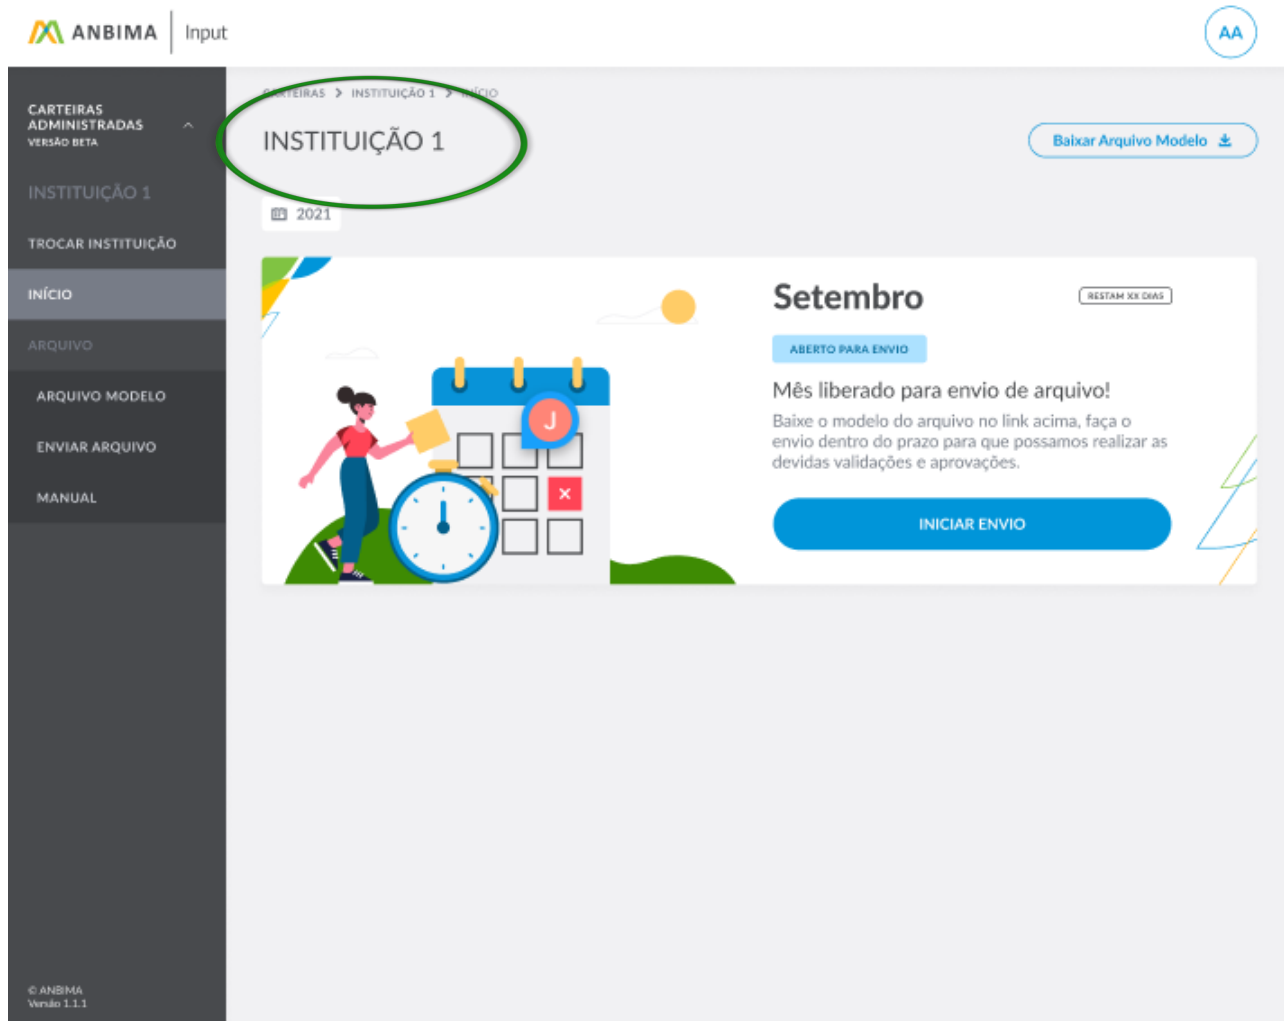 ANBIMA Input
AA
CARTEIRAS
ADMINISTRADAS
VERSÃO BETA
INSTITUIÇÃO 1
TROCAR INSTITUIÇÃO
INÍCIO
ARQUIVO
ARQUIVO MODELO
ENVIAR ARQUIVO
MANUAL
© ANBIMA
Versão 1.1.1
CARTEIRAS > INSTITUIÇÃO 1 > INÍCIO
INSTITUIÇÃO 1
Baixar Arquivo Modelo
2021
J
Setembro
RESTAM XX DIAS
ABERTO PARA ENVIO
Mês liberado para envio de arquivo!
Baixe o modelo do arquivo no link acima, faça o
envio dentro do prazo para que possamos realizar as
devidas validações e aprovações.
INICIAR ENVIO